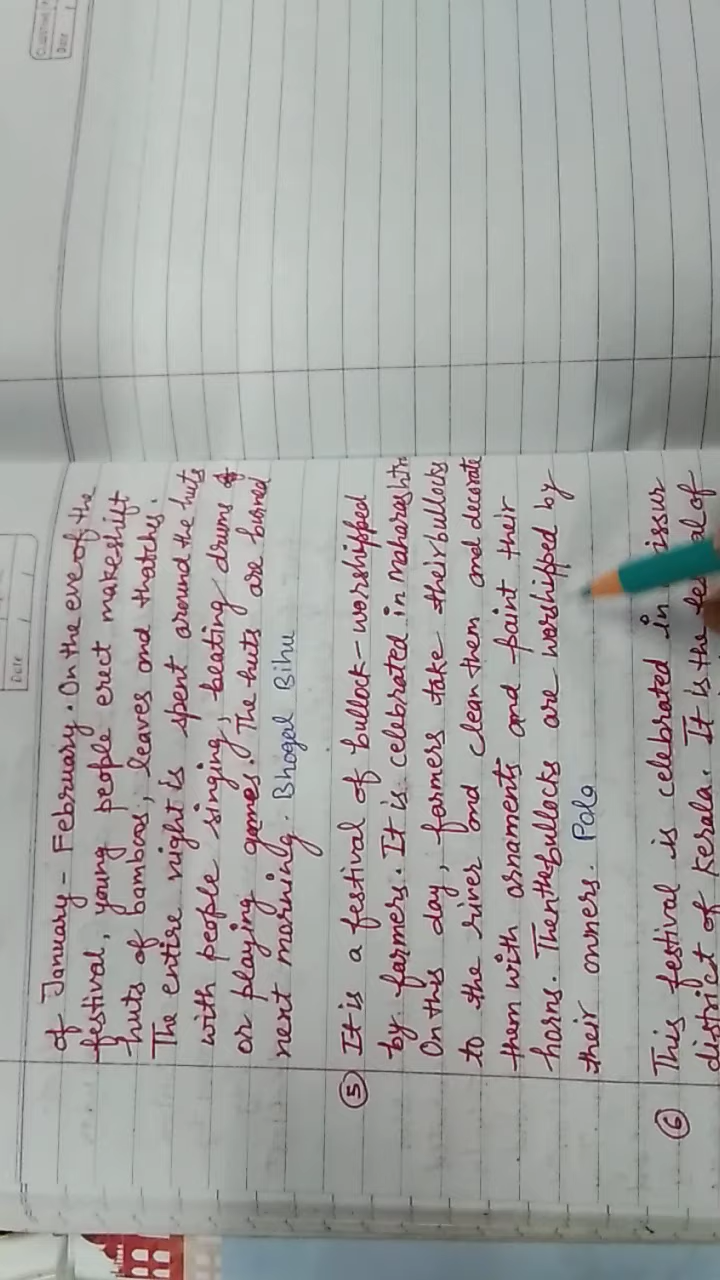 Date
of January - February. On the eve of the
festival, young people erect makeshift
huts of bamboos, leaves and thatches.
The entire night is spent around the huts
with people singing, beating drums
or playing games. The huts are burned
next morning. Bhogal Bihu
5 It is a festival of bullock - worshipped
by farmers. It is celebrated in maharashtra
On this day, farmers take their bullocks
to the river and clean them and decorate
them with ornaments and paint their
horns. Then the bullocks are worshipped by
their owners. Pola
6 This festival is celebrated in
district of Kerala. It is the of
Date